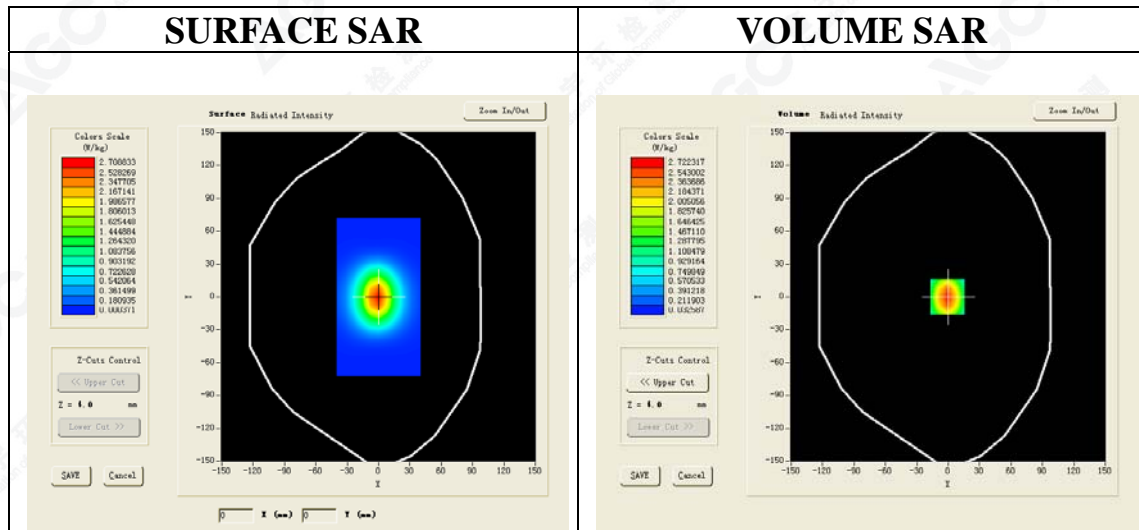 SURFACE SAR
VOLUME SAR
Surface Radiated Intensity
Zoom In/Out
Colors Scale
(W/kg)
2.708833
2.528269
2.347705
2.167141
1.986577
1.806013
1.625448
1.444884
1.264320
1.083756
0.903192
0.722628
0.542064
0.361499
0.180935
0.000371
150
120
90
60
30
0
-30
-60
-90
-120
-150
Y
-150 -120 -90 -60 -30 0 30 60 90 120 150
X
Z-Cuts Control
<< Upper Cut
Z = 4.0 mm
Lower Cut >>
SAVE Cancel
0 X (mm) 0 Y (mm)
Volume Radiated Intensity
Zoom In/Out
Colors Scale
(W/kg)
2.722317
2.543002
2.363686
2.184371
2.005056
1.825740
1.646425
1.467110
1.287795
1.108479
0.929164
0.749849
0.570533
0.391218
0.211903
0.032587
150
120
90
60
30
0
-30
-60
-90
-120
-150
Y
-150 -120 -90 -60 -30 0 30 60 90 120 150
X
Z-Cuts Control
<< Upper Cut
Z = 4.0 mm
Lower Cut >>
SAVE Cancel